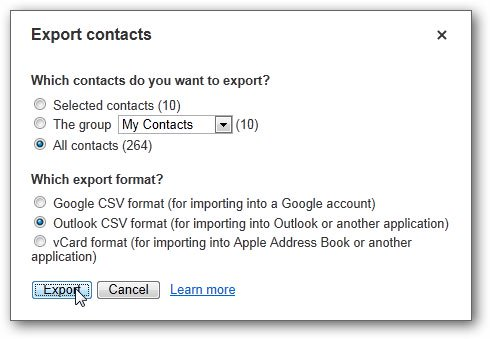 Export contacts
Which contacts do you want to export?
Selected contacts (10)
The group My Contacts (10)
All contacts (264)
Which export format?
Google CSV format (for importing into a Google account)
Outlook CSV format (for importing into Outlook or another application)
vCard format (for importing into Apple Address Book or another
application)
Export Cancel Learn more